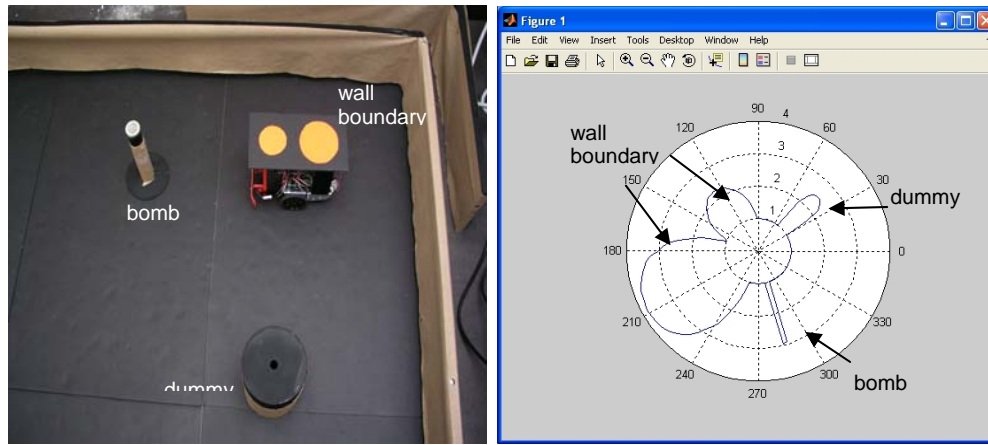 wall
boundary
bomb
dummy
Figure 1
File Edit View Insert Tools Desktop Window Help
90
4
120
60
3
wall
boundary
2
150
30
1
dummy
180
0
210
330
240
300
270
bomb